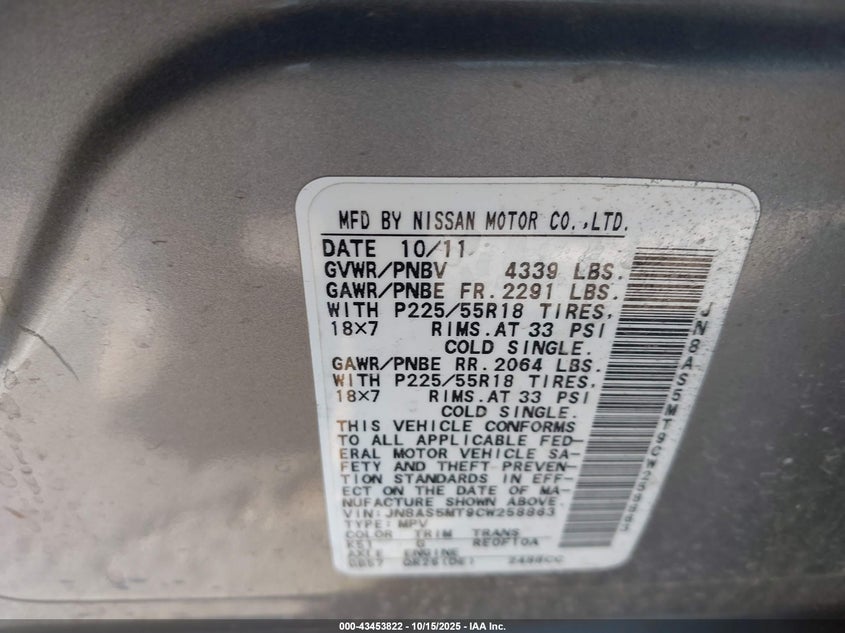 MFD BY NISSAN MOTOR CO.,LTD.
DATE 10/11
GVWR/PNBV 4339 LBS.
GAWR/PNBE FR. 2291 LBS.
WITH P225/55R18 TIRES,
18×7 RIMS.AT 33 PSI
COLD SINGLE.
GAWR/PNBE RR. 2064 LBS.
WITH P225/55R18 TIRES,
18×7 RIMS.AT 33 PSI
COLD SINGLE.
THIS VEHICLE CONFORMS
TO ALL APPLICABLE FED-
ERAL MOTOR VEHICLE SA-
FETY AND THEFT PREVEN-
TION STANDARDS IN EFF-
ECT ON THE DATE OF MA-
NUFACTURE SHOWN ABOVE.
VIN: JN8AS5MT9CW258863
TYPE: MPV
COLOR TRIM TRANS
K51 G RE0F10A
AXLE ENGINE
QR25(DE) 2488CC
JN8AS5MT9CW258863
000-43453822 | 10/15/2025 - IAA Inc.